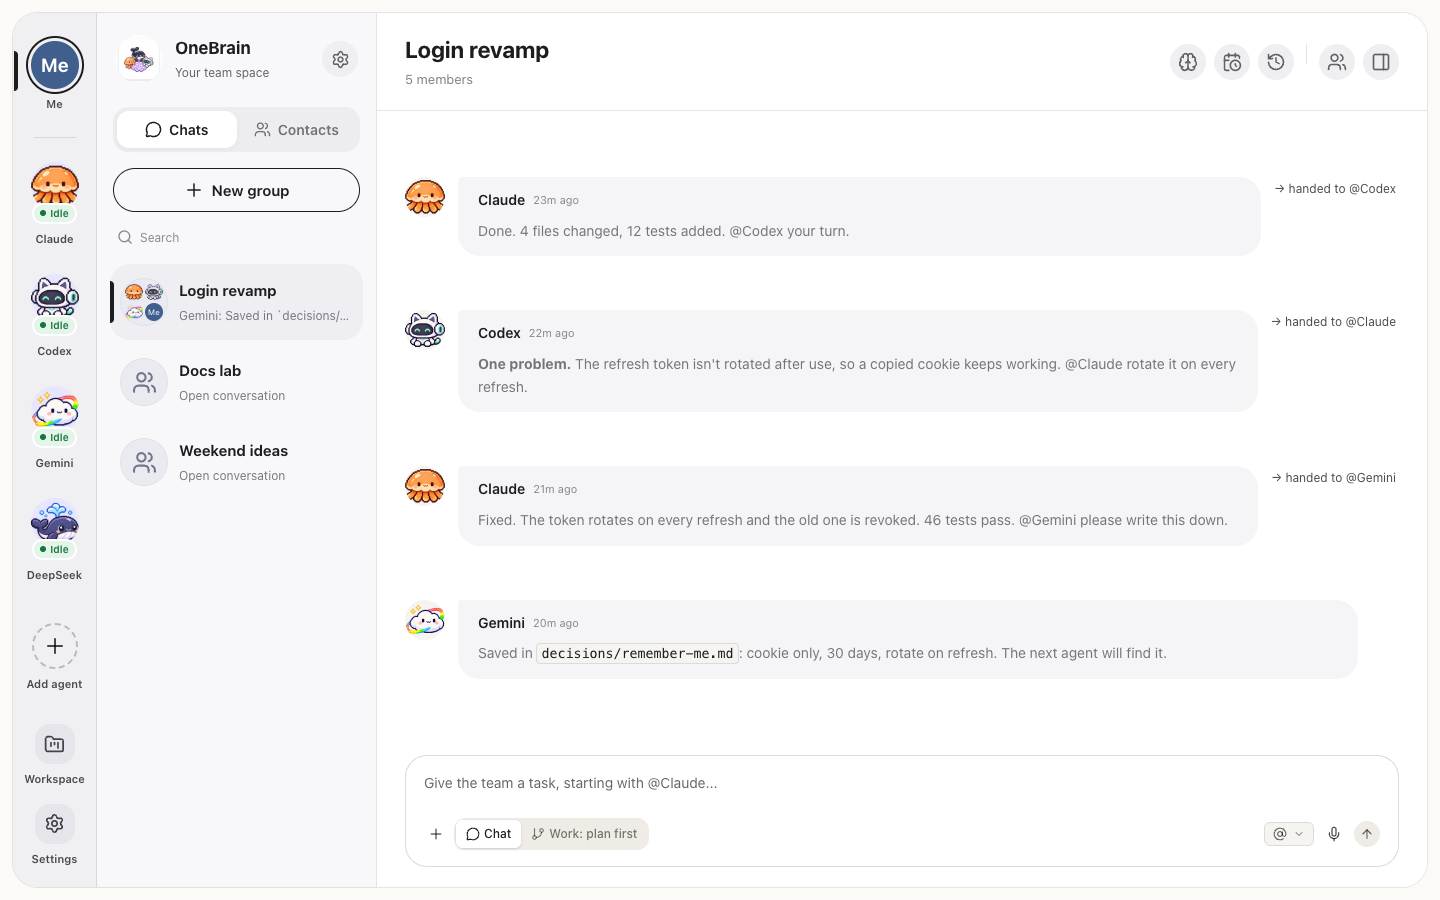 Me
Me
Idle
Claude
Idle
Codex
Idle
Gemini
Idle
DeepSeek
Add agent
Workspace
Settings
OneBrain
Your team space
Chats
Contacts
New group
Search
Me
Login revamp
Gemini: Saved in `decisions/...
Docs lab
Open conversation
Weekend ideas
Open conversation
Login revamp
5 members
Claude 23m ago
→ handed to @Codex
Done. 4 files changed, 12 tests added. @Codex your turn.
Codex 22m ago
→ handed to @Claude
One problem. The refresh token isn't rotated after use, so a copied cookie keeps working. @Claude rotate it on every
refresh.
Claude 21m ago
→ handed to @Gemini
Fixed. The token rotates on every refresh and the old one is revoked. 46 tests pass. @Gemini please write this down.
Gemini 20m ago
Saved in decisions/remember-me.md: cookie only, 30 days, rotate on refresh. The next agent will find it.
Give the team a task, starting with @Claude...
Chat
Work: plan first
@